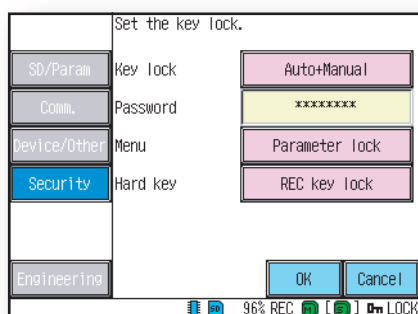 Set the key lock.
SD/Param Key lock Auto+Manual
Comm. Password ********
Device/Other Menu Parameter lock
Security Hard key REC key lock
Engineering OK Cancel
SD 96% REC M [S] LOCK